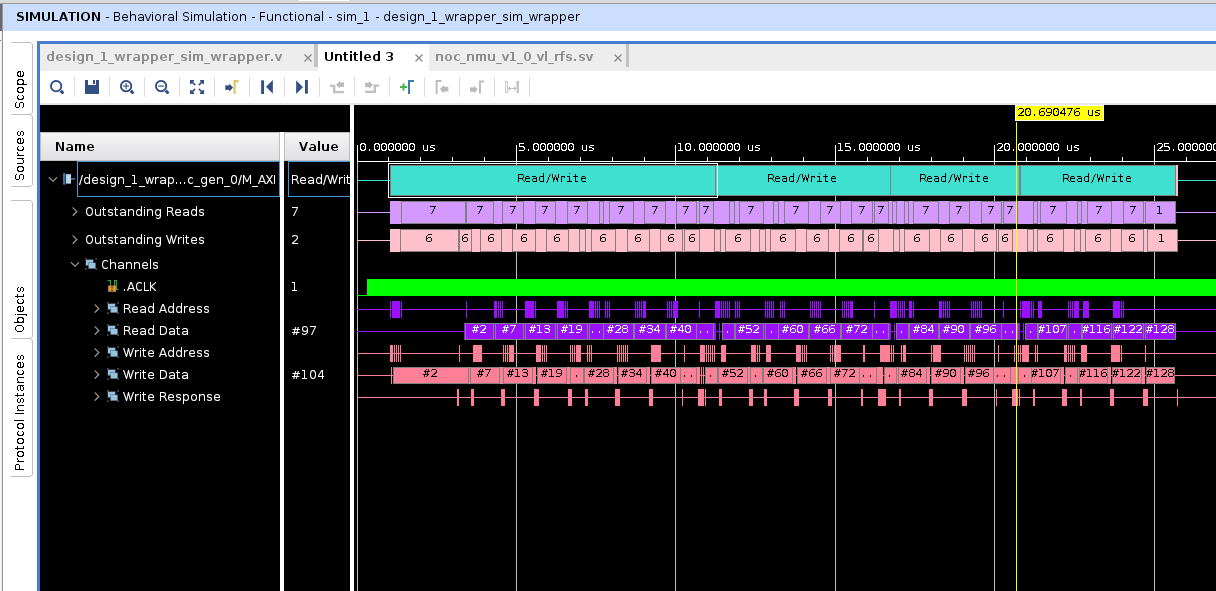 SIMULATION - Behavioral Simulation - Functional - sim_1 - design_1_wrapper_sim_wrapper
design_1_wrapper_sim_wrapper.v × Untitled 3 × noc_nmu_v1_0_vl_rfs.sv ×
Scope
Sources
Objects
Protocol Instances
20.690476 us
Name Value
0.000000 us 5.000000 us 10.000000 us 15.000000 us 20.000000 us 25.000000
/design_1_wrap...c_gen_0/M_AXI Read/Writ Read/Write Read/Write Read/Write Read/Write
Outstanding Reads 7 7 7 7 7 7 7 7 7 7 7 7 7 7 7 7 7 7 7 7 7 7 7 1
Outstanding Writes 2 6 6 6 6 6 6 6 6 6 6 6 6 6 6 6 6 6 6 6 6 6 6 1
Channels
.ACLK 1
Read Address
Read Data #97 #2 #7 #13 #19 .. #28 #34 #40 .. . #52 . #60 #66 #72 .. . #84 #90 #96 .. . #107 . #116 #122 #128
Write Address
Write Data #104 #2 #7 #13 #19 . #28 #34 #40 .. . #52 . #60 #66 #72 .. . #84 #90 #96 .. . #107 . #116 #122 #128
Write Response